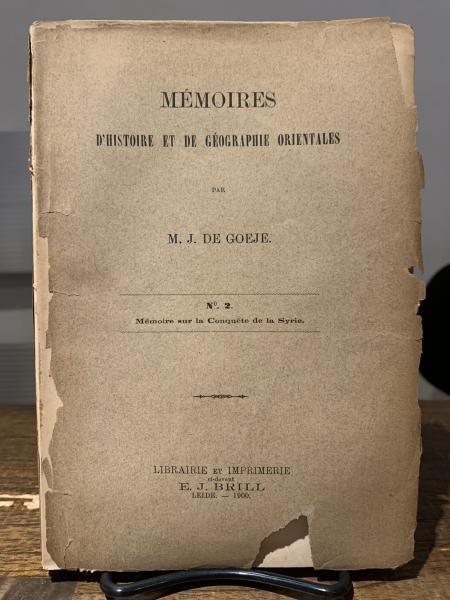 MÉMOIRES
D'HISTOIRE ET DE GÉOGRAPHIE ORIENTALES
PAR
M. J. DE GOEJE.
Nº. 2.
Mémoire sur la Conquête de la Syrie.
LIBRAIRIE ET IMPRIMERIE
ci-devant
E. J. BRILL
LEIDE. — 1900.